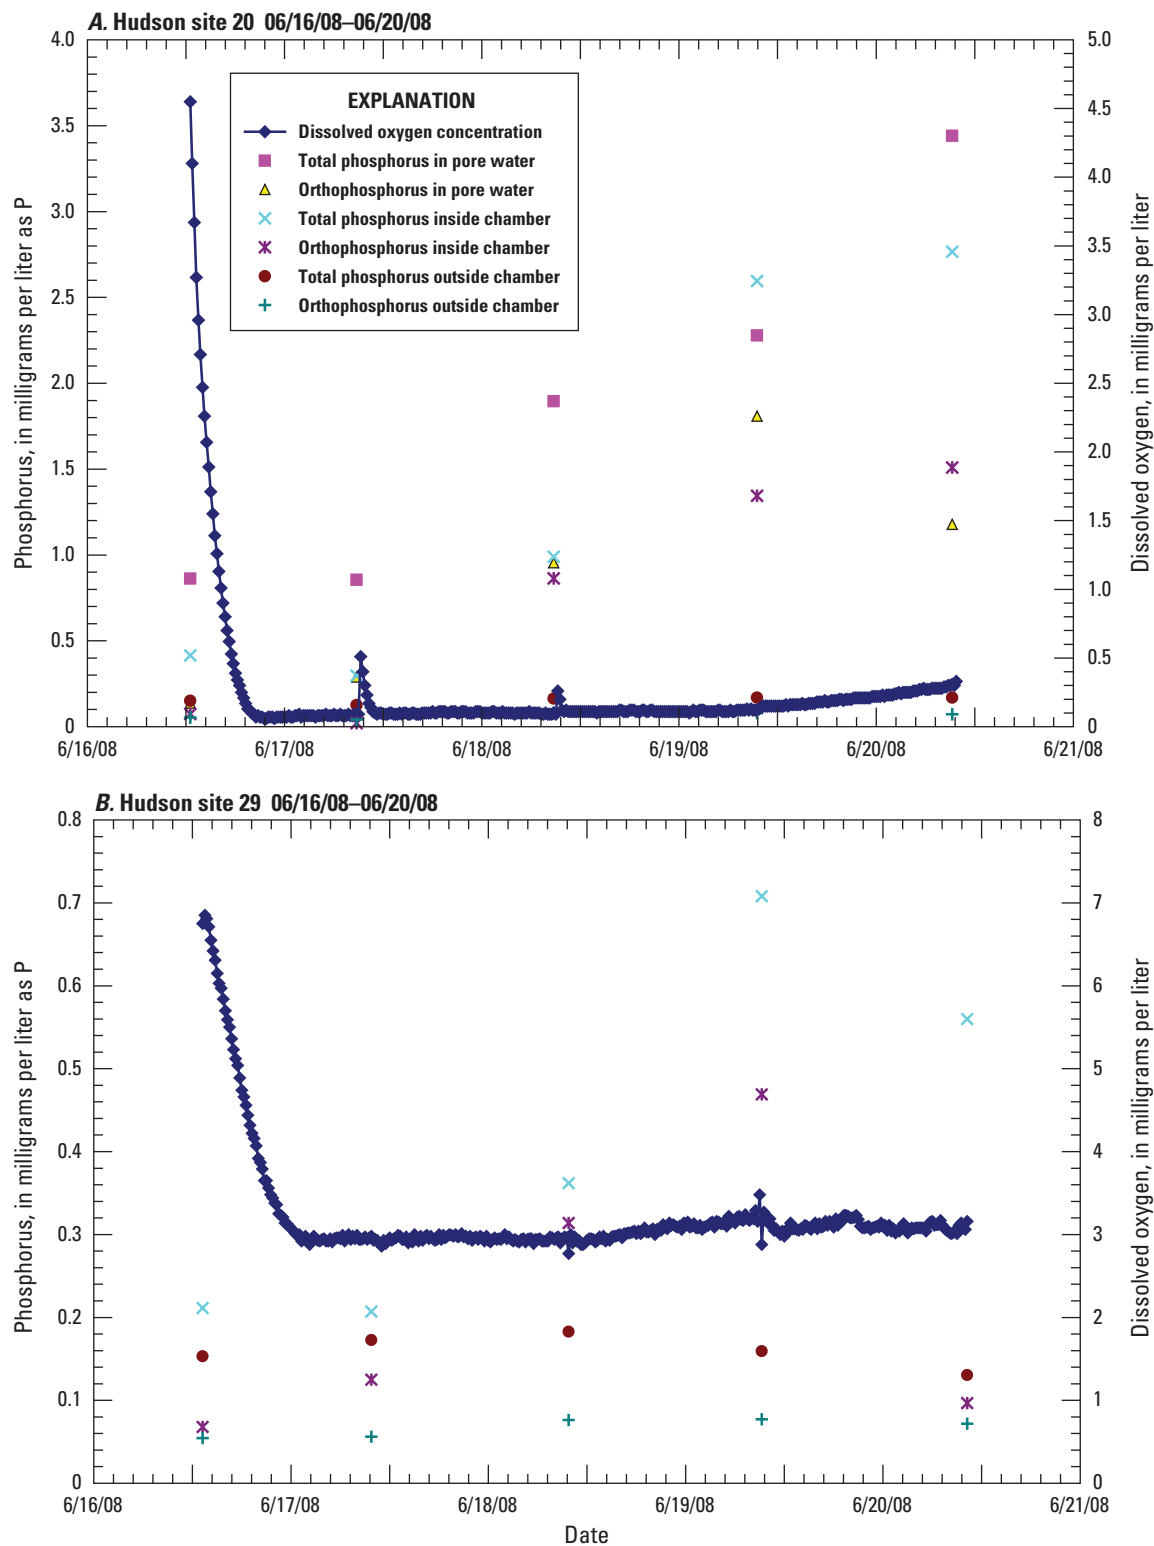 A. Hudson site 20 06/16/08–06/20/08
4.0
3.5
3.0
2.5
2.0
1.5
1.0
0.5
0
Phosphorus, in milligrams per liter as P
EXPLANATION
Dissolved oxygen concentration
Total phosphorus in pore water
Orthophosphorus in pore water
Total phosphorus inside chamber
Orthophosphorus inside chamber
Total phosphorus outside chamber
Orthophosphorus outside chamber
5.0
4.5
4.0
3.5
3.0
2.5
2.0
1.5
1.0
0.5
0
Dissolved oxygen, in milligrams per liter
6/16/08 6/17/08 6/18/08 6/19/08 6/20/08 6/21/08
B. Hudson site 29 06/16/08–06/20/08
0.8
0.7
0.6
0.5
0.4
0.3
0.2
0.1
0
Phosphorus, in milligrams per liter as P
8
7
6
5
4
3
2
1
0
Dissolved oxygen, in milligrams per liter
6/16/08 6/17/08 6/18/08 6/19/08 6/20/08 6/21/08
Date